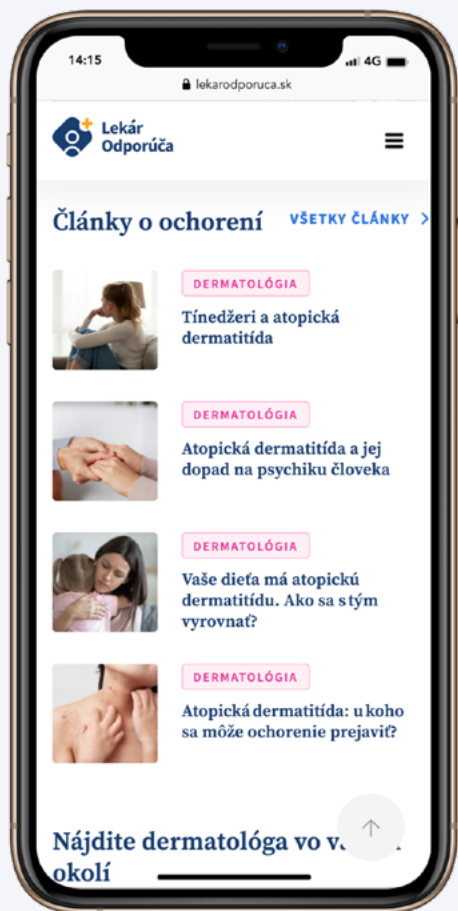 14:15
4G
lekarodporuca.sk
Lekár
Odporúča
Články o ochorení
VŠETKY ČLÁNKY
DERMATOLÓGIA
Tínedžeri a atopická
dermatitída
DERMATOLÓGIA
Atopická dermatitída a jej
dopad na psychiku človeka
DERMATOLÓGIA
Vaše dieťa má atopickú
dermatitídu. Ako sa s tým
vyrovnať?
DERMATOLÓGIA
Atopická dermatitída: u koho
sa môže ochorenie prejaviť?
Nájdite dermatológa vo
okolí